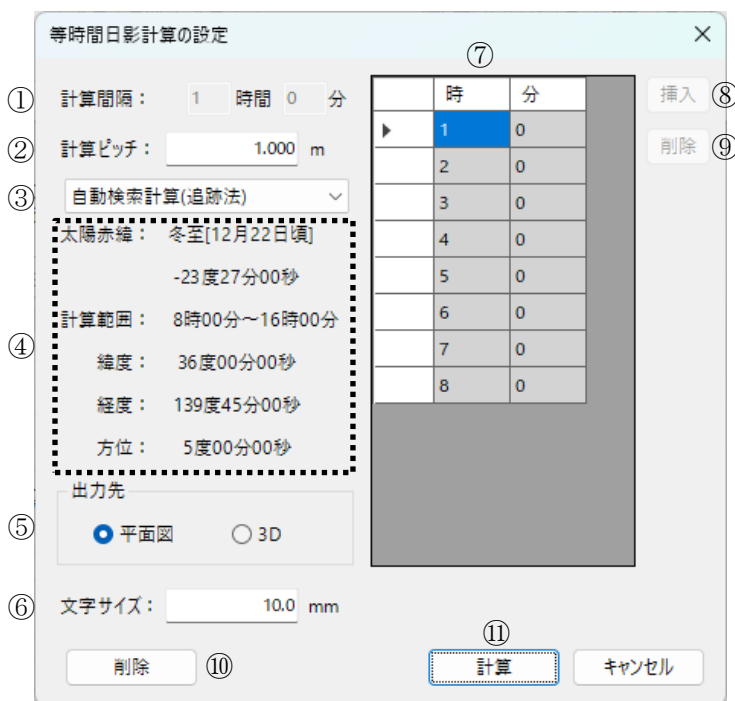 等時間日影計算の設定
⑦
① 計算間隔： 1 時間 0 分
時 分
挿入 ⑧
1 0
削除 ⑨
② 計算ピッチ： 1.000 m
2 0
③ 自動検索計算(追跡法)
3 0
太陽赤緯： 冬至[12月22日頃]
4 0
-23度27分00秒
5 0
計算範囲： 8時00分～16時00分
6 0
④
緯度： 36度00分00秒
7 0
経度： 139度45分00秒
8 0
方位： 5度00分00秒
出力先
⑤ 平面図 3D
⑥ 文字サイズ： 10.0 mm
⑪
削除 ⑩
計算
キャンセル